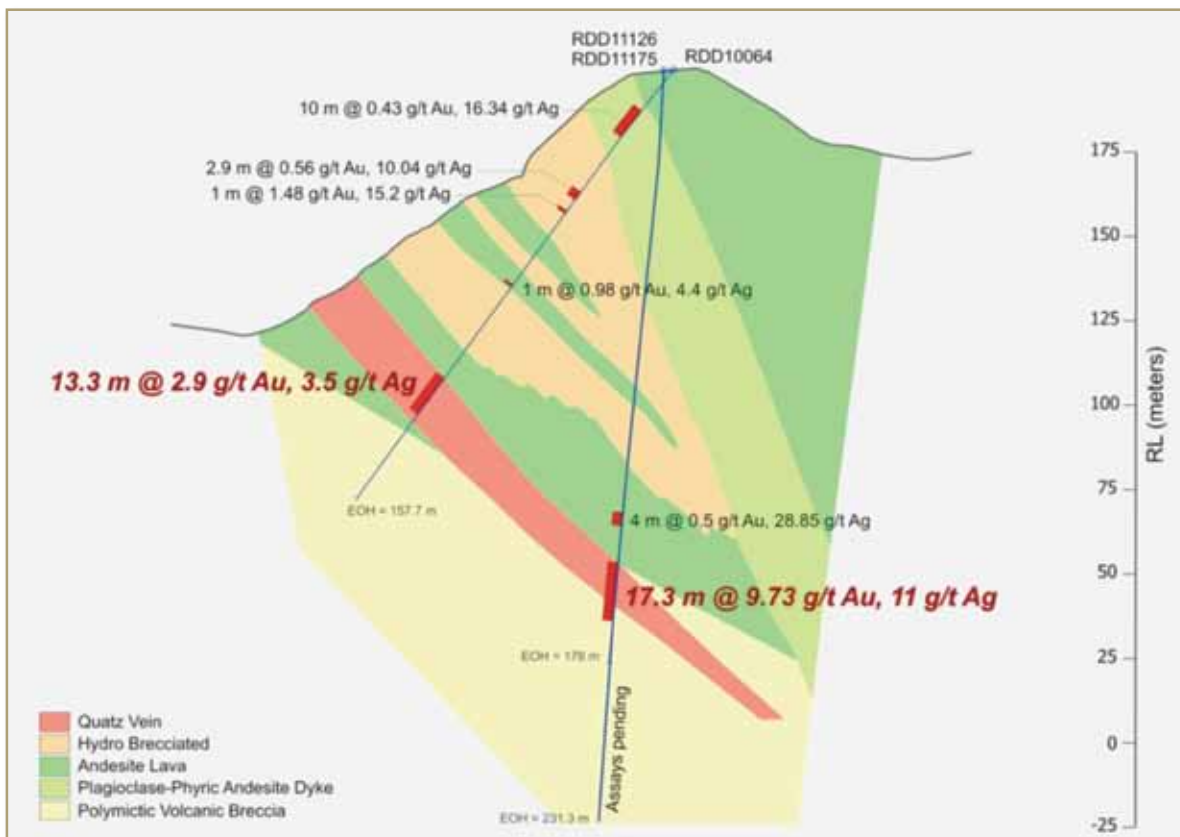 RDD11126
RDD11175
RDD10064
10 m @ 0.43 g/t Au, 16.34 g/t Ag
2.9 m @ 0.56 g/t Au, 10.04 g/t Ag
1 m @ 1.48 g/t Au, 15.2 g/t Ag
1 m @ 0.98 g/t Au, 4.4 g/t Ag
13.3 m @ 2.9 g/t Au, 3.5 g/t Ag
EOH = 157.7 m
4 m @ 0.5 g/t Au, 28.85 g/t Ag
17.3 m @ 9.73 g/t Au, 11 g/t Ag
EOH = 178 m
Assays pending
EOH = 231.3 m
175
150
125
100
75
50
25
0
-25
RL (meters)
Quatz Vein
Hydro Brecciated
Andesite Lava
Plagioclase-Phyric Andesite Dyke
Polymictic Volcanic Breccia